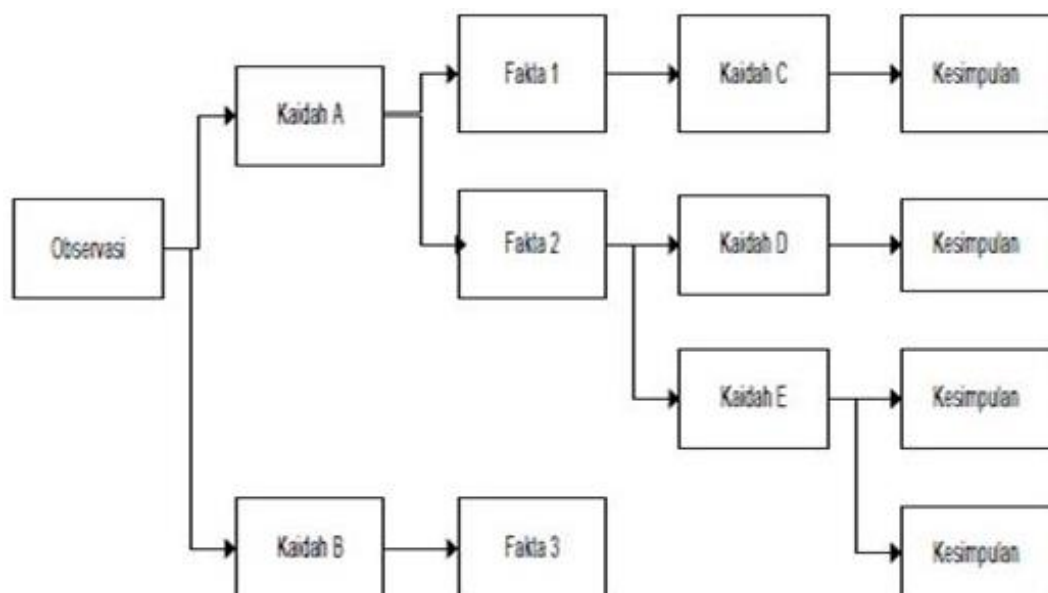 Fakta 1
Kaidah C
Kesimpulan
Kaidah A
Observasi
Fakta 2
Kaidah D
Kesimpulan
Kaidah E
Kesimpulan
Kaidah B
Fakta 3
Kesimpulan